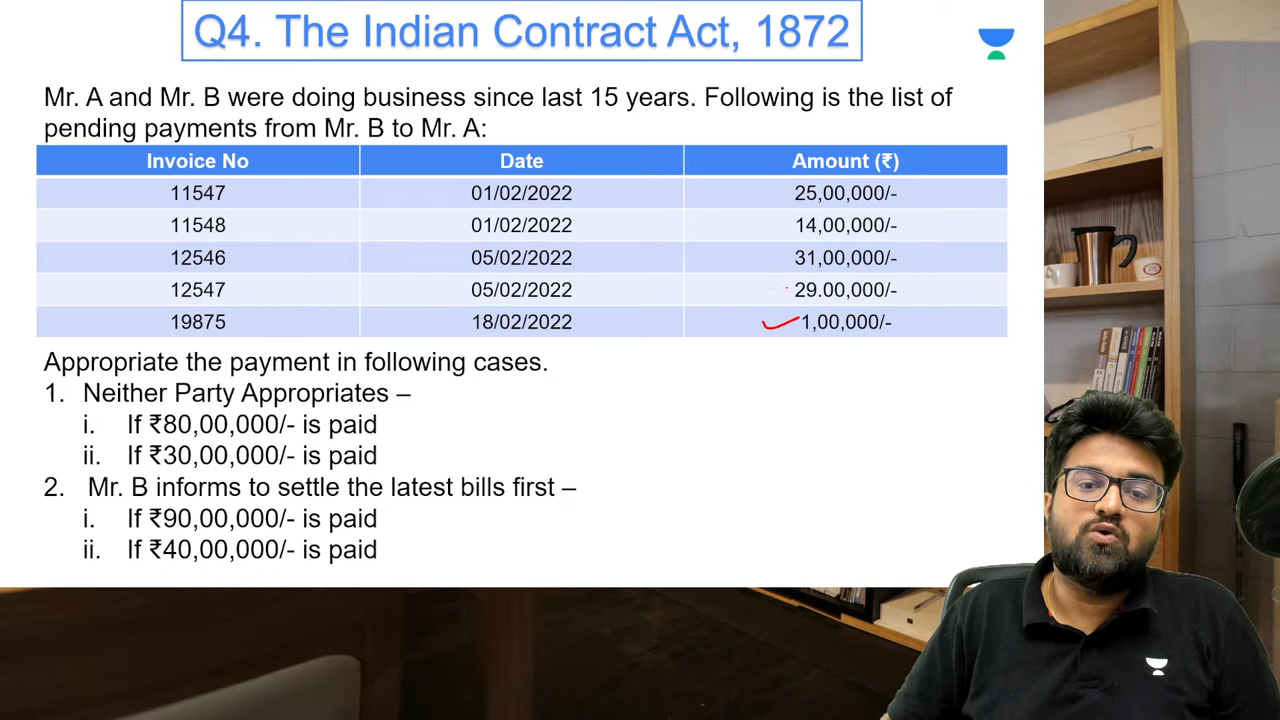 Q4. The Indian Contract Act, 1872
Mr. A and Mr. B were doing business since last 15 years. Following is the list of
pending payments from Mr. B to Mr. A:
Invoice No Date Amount (₹)
11547 01/02/2022 25,00,000/-
11548 01/02/2022 14,00,000/-
12546 05/02/2022 31,00,000/-
12547 05/02/2022 29.00,000/-
19875 18/02/2022 1,00,000/-
Appropriate the payment in following cases.
1. Neither Party Appropriates –
i. If ₹80,00,000/- is paid
ii. If ₹30,00,000/- is paid
2. Mr. B informs to settle the latest bills first –
i. If ₹90,00,000/- is paid
ii. If ₹40,00,000/- is paid